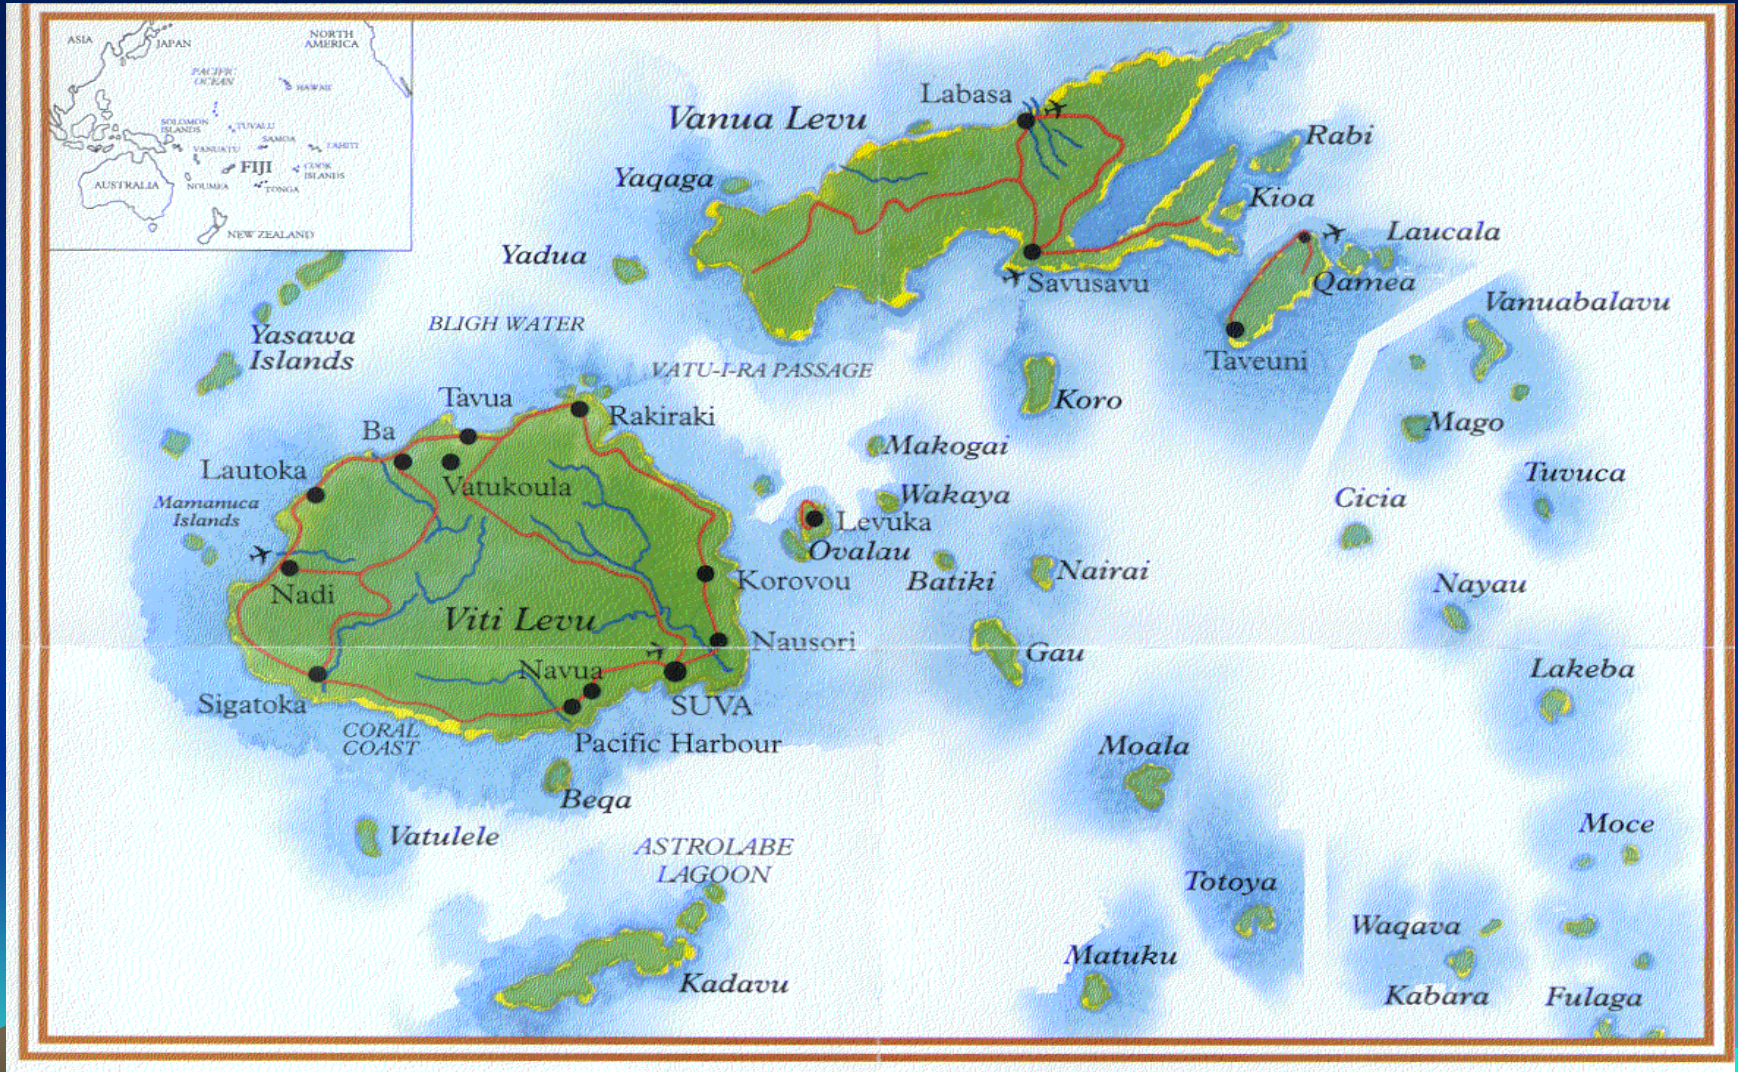 ASIA
JAPAN
NORTH
AMERICA
PACIFIC
OCEAN
HAWAII
SOLOMON
ISLANDS
TUVALU
SAMOA
VANUATU
TAHITI
FIJI
COOK
ISLANDS
AUSTRALIA
NOUMEA
TONGA
NEW ZEALAND
Labasa
Vanua Levu
Rabi
Yaqaga
Kioa
Laucala
Yadua
Savusavu
Qamea
Vanuabalavu
BLIGH WATER
Yasawa
Islands
Taveuni
VATU-I-RA PASSAGE
Tavua
Koro
Rakiraki
Mago
Ba
Makogai
Lautoka
Tuvuca
Vatukoula
Wakaya
Cicia
Mamanuca
Islands
Levuka
Ovalau
Batiki
Nairai
Korovou
Nadi
Nayau
Viti Levu
Nausori
Gau
Navua
Lakeba
Sigatoka
SUVA
CORAL
COAST
Pacific Harbour
Moala
Beqa
Vatulele
Moce
ASTROLABE
LAGOON
Totoya
Waqava
Matuku
Kadavu
Kabara
Fulaga